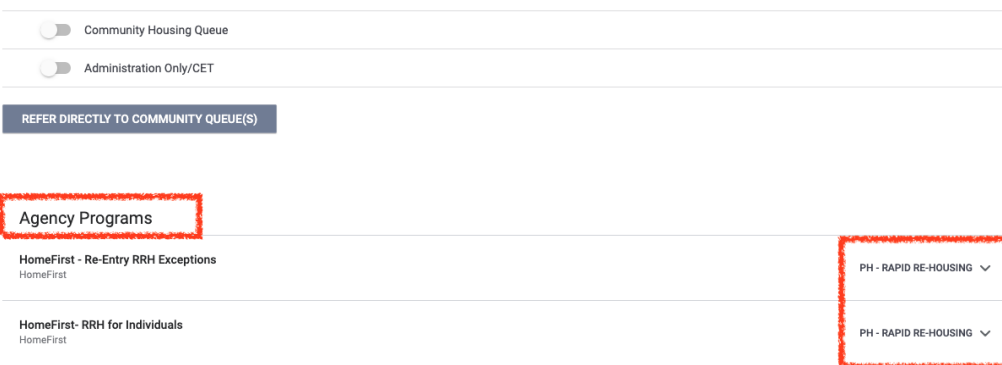 Community Housing Queue
Administration Only/CET
REFER DIRECTLY TO COMMUNITY QUEUE(S)
Agency Programs
HomeFirst - Re-Entry RRH Exceptions
HomeFirst
PH - RAPID RE-HOUSING
HomeFirst- RRH for Individuals
HomeFirst
PH - RAPID RE-HOUSING